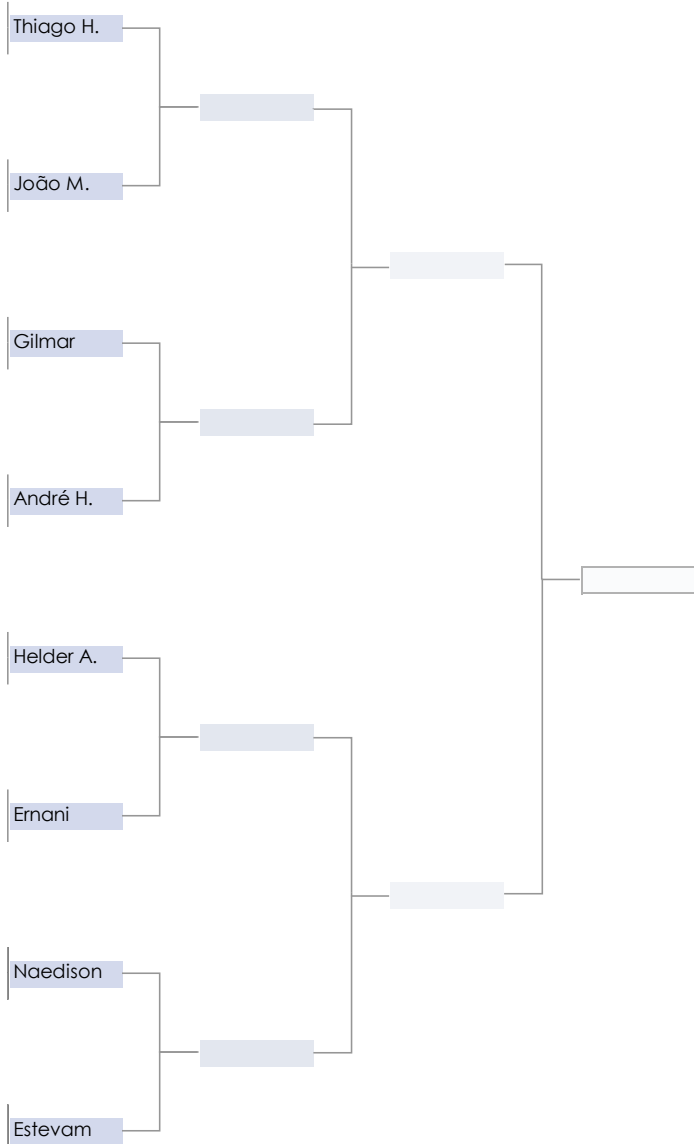 Thiago H.
João M.
Gilmar
André H.
Helder A.
Ernani
Naedison
Estevam